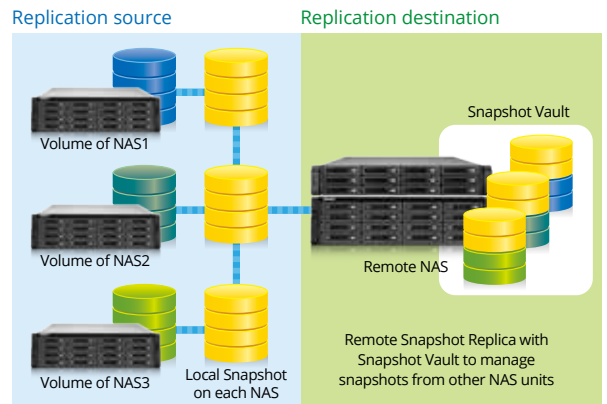 Replication source
Replication destination
Volume of NAS1
Volume of NAS2
Volume of NAS3
Local Snapshot
on each NAS
Snapshot Vault
Remote NAS
Remote Snapshot Replica with
Snapshot Vault to manage
snapshots from other NAS units